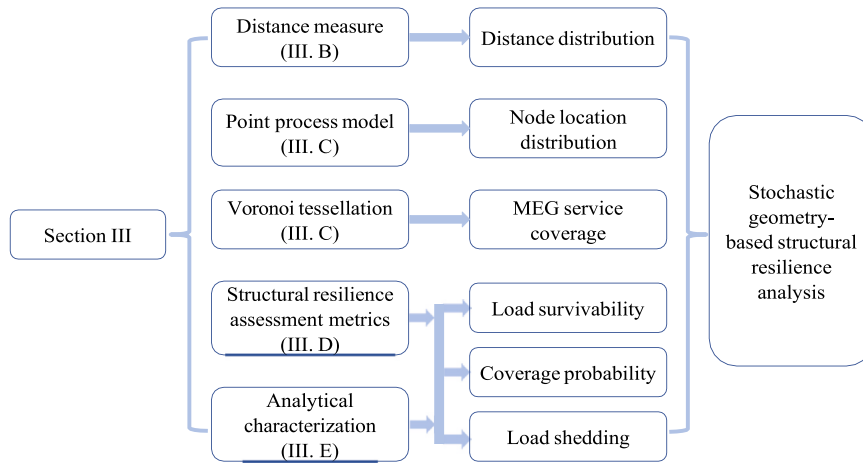 Section III
Distance measure
(III. B)
Distance distribution
Point process model
(III. C)
Node location
distribution
Voronoi tessellation
(III. C)
MEG service
coverage
Structural resilience
assessment metrics
(III. D)
Analytical
characterization
(III. E)
Load survivability
Coverage probability
Load shedding
Stochastic
geometry-
based structural
resilience
analysis